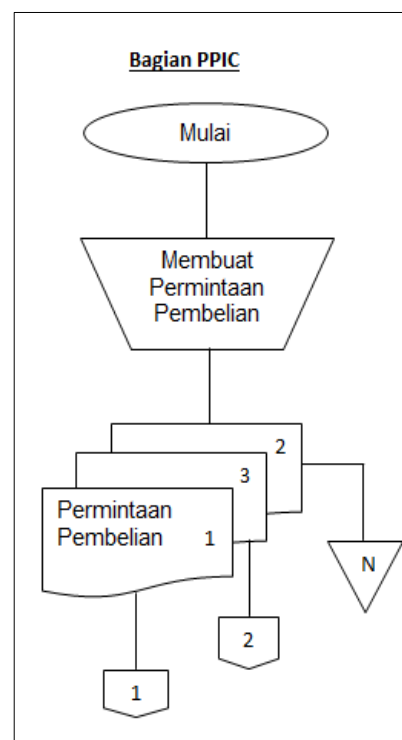 Bagian PPIC
Mulai
Membuat
Permintaan
Pembelian
2
3
Permintaan
Pembelian 1
N
2
1